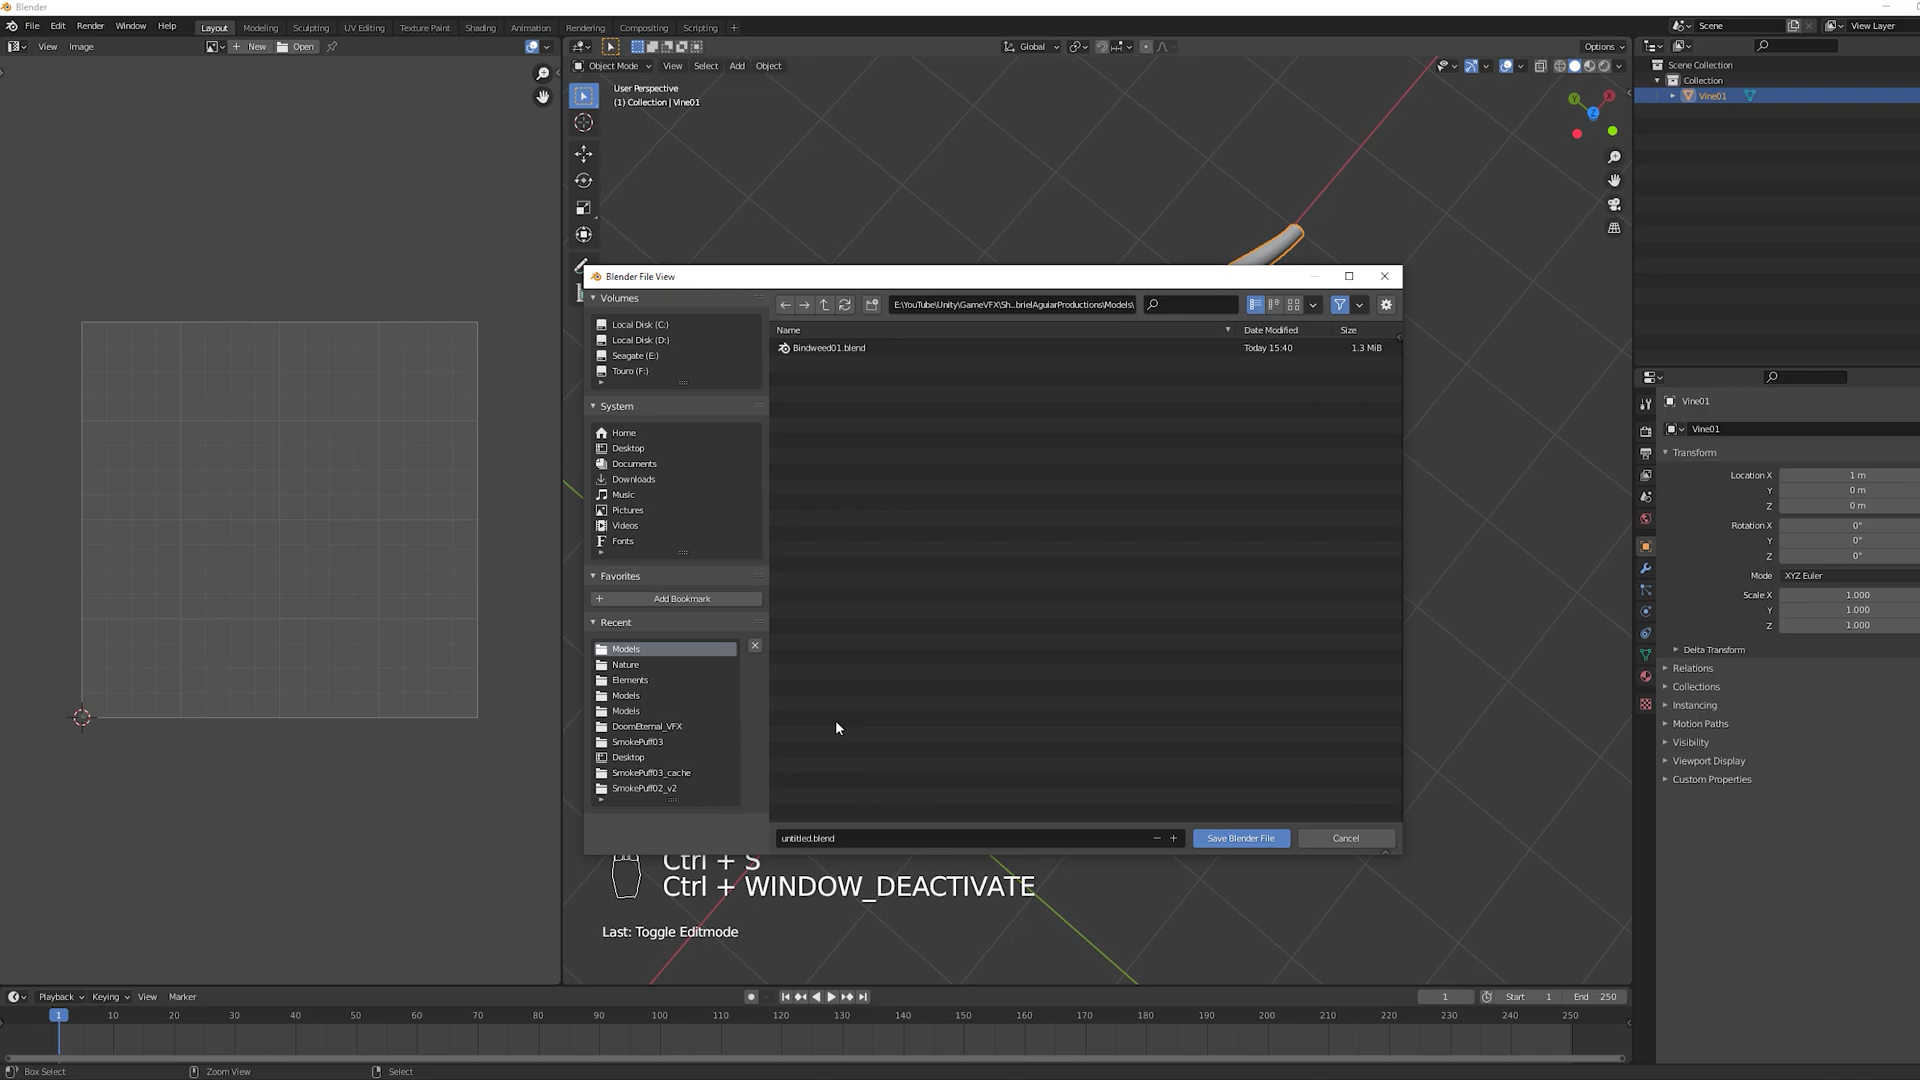 Blender
File Edit Render Window Help Layout Modeling Sculpting UV Editing Texture Paint Shading Animation Rendering Compositing Scripting + Scene View Layer
View Image + New Open Global Options
Object Mode View Select Add Object
User Perspective
(1) Collection | Vine01
Y X Z
Scene Collection
Collection
Vine01
Blender File View
Volumes
Local Disk (C:)
Local Disk (D:)
Seagate (E:)
Touro (F:)
System
Home
Desktop
Documents
Downloads
Music
Pictures
Videos
Fonts
Favorites
+ Add Bookmark
Recent
Models
Nature
Elements
Models
Models
DoomEternal_VFX
SmokePuff03
Desktop
SmokePuff03_cache
SmokePuff02_v2
E:\YouTube\Unity\GameVFX\Sh...brielAguiarProductions\Models\
Name Date Modified Size
Bindweed01.blend Today 15:40 1.3 MiB
untitled.blend − + Save Blender File Cancel
Ctrl + S
Ctrl + WINDOW_DEACTIVATE
Last: Toggle Editmode
Vine01
Vine01
Transform
Location X 1 m
Y 0 m
Z 0 m
Rotation X 0°
Y 0°
Z 0°
Mode XYZ Euler
Scale X 1.000
Y 1.000
Z 1.000
Delta Transform
Relations
Collections
Instancing
Motion Paths
Visibility
Viewport Display
Custom Properties
Playback Keying View Marker 1 Start 1 End 250
1 10 20 30 40 50 60 70 80 90 100 110 120 130 140 150 160 170 180 190 200 210 220 230 240 250
Box Select Zoom View Select